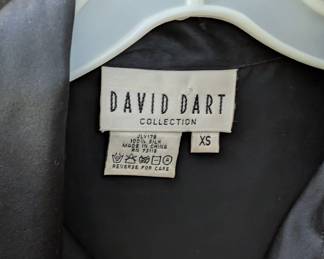 DAVID DART
COLLECTION
XS
100% SILK
MADE IN CHINA
REVERSE FOR CARE